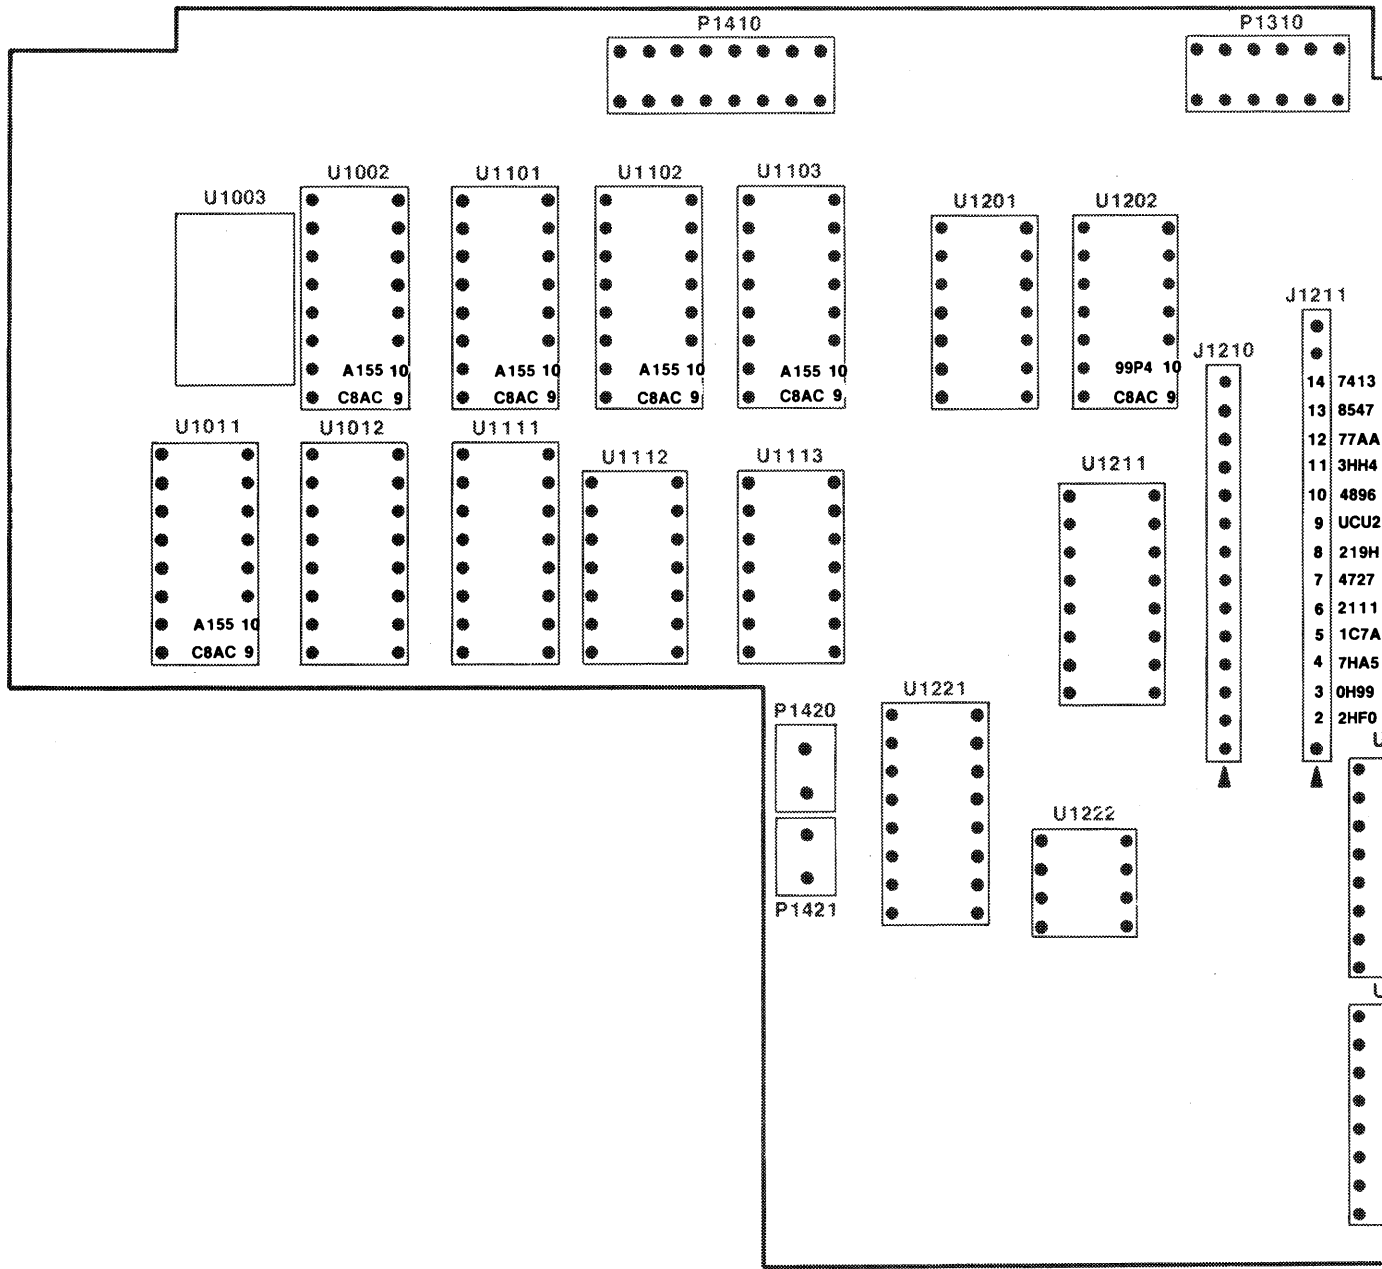 P1410
P1310
U1003
U1002
U1101
U1102
U1103
U1201
U1202
A155 10
C8AC 9
A155 10
C8AC 9
A155 10
C8AC 9
A155 10
C8AC 9
99P4 10
C8AC 9
J1210
J1211
14 7413
13 8547
12 77AA
11 3HH4
10 4896
9 UCU2
8 219H
7 4727
6 2111
5 1C7A
4 7HA5
3 0H99
2 2HF0
U1011
U1012
U1111
U1112
U1113
U1211
A155 10
C8AC 9
P1420
U1221
U1222
P1421
U
U